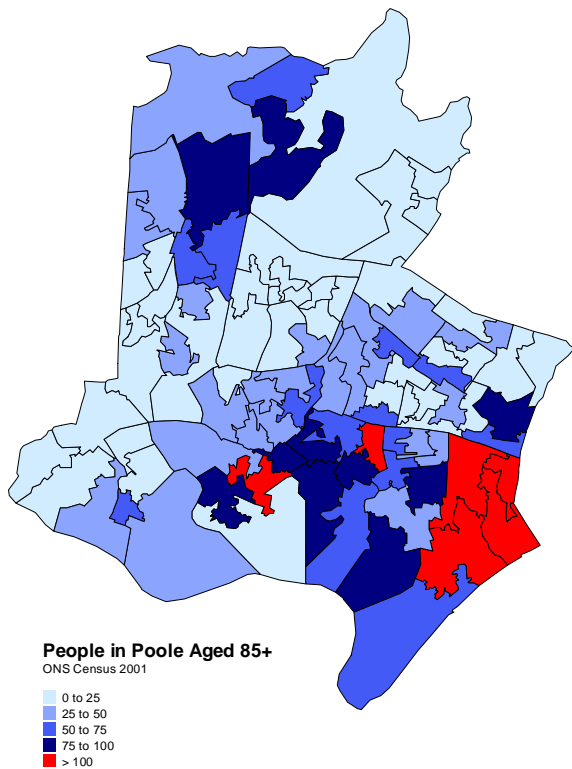 People in Poole Aged 85+
ONS Census 2001
0 to 25
25 to 50
50 to 75
75 to 100
> 100